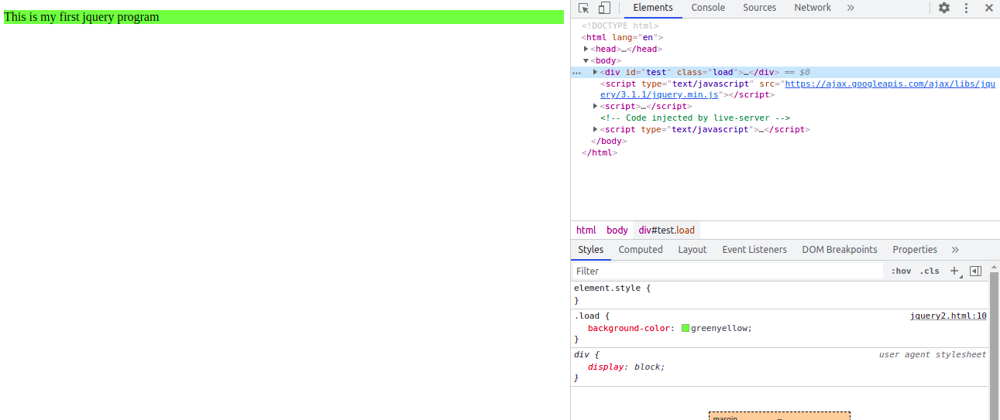 This is my first jquery program
Elements Console Sources Network »
<!DOCTYPE html>
<html lang="en">
<head>…</head>
<body>
… <div id="test" class="load">…</div> == $0
<script type="text/javascript" src="https://ajax.googleapis.com/ajax/libs/jqu
ery/3.1.1/jquery.min.js"></script>
<script>…</script>
<!-- Code injected by live-server -->
<script type="text/javascript">…</script>
</body>
</html>
html body div#test.load
Styles Computed Layout Event Listeners DOM Breakpoints Properties »
Filter :hov .cls +
element.style {
}
.load { jquery2.html:10
background-color: greenyellow;
}
div { user agent stylesheet
display: block;
}
margin